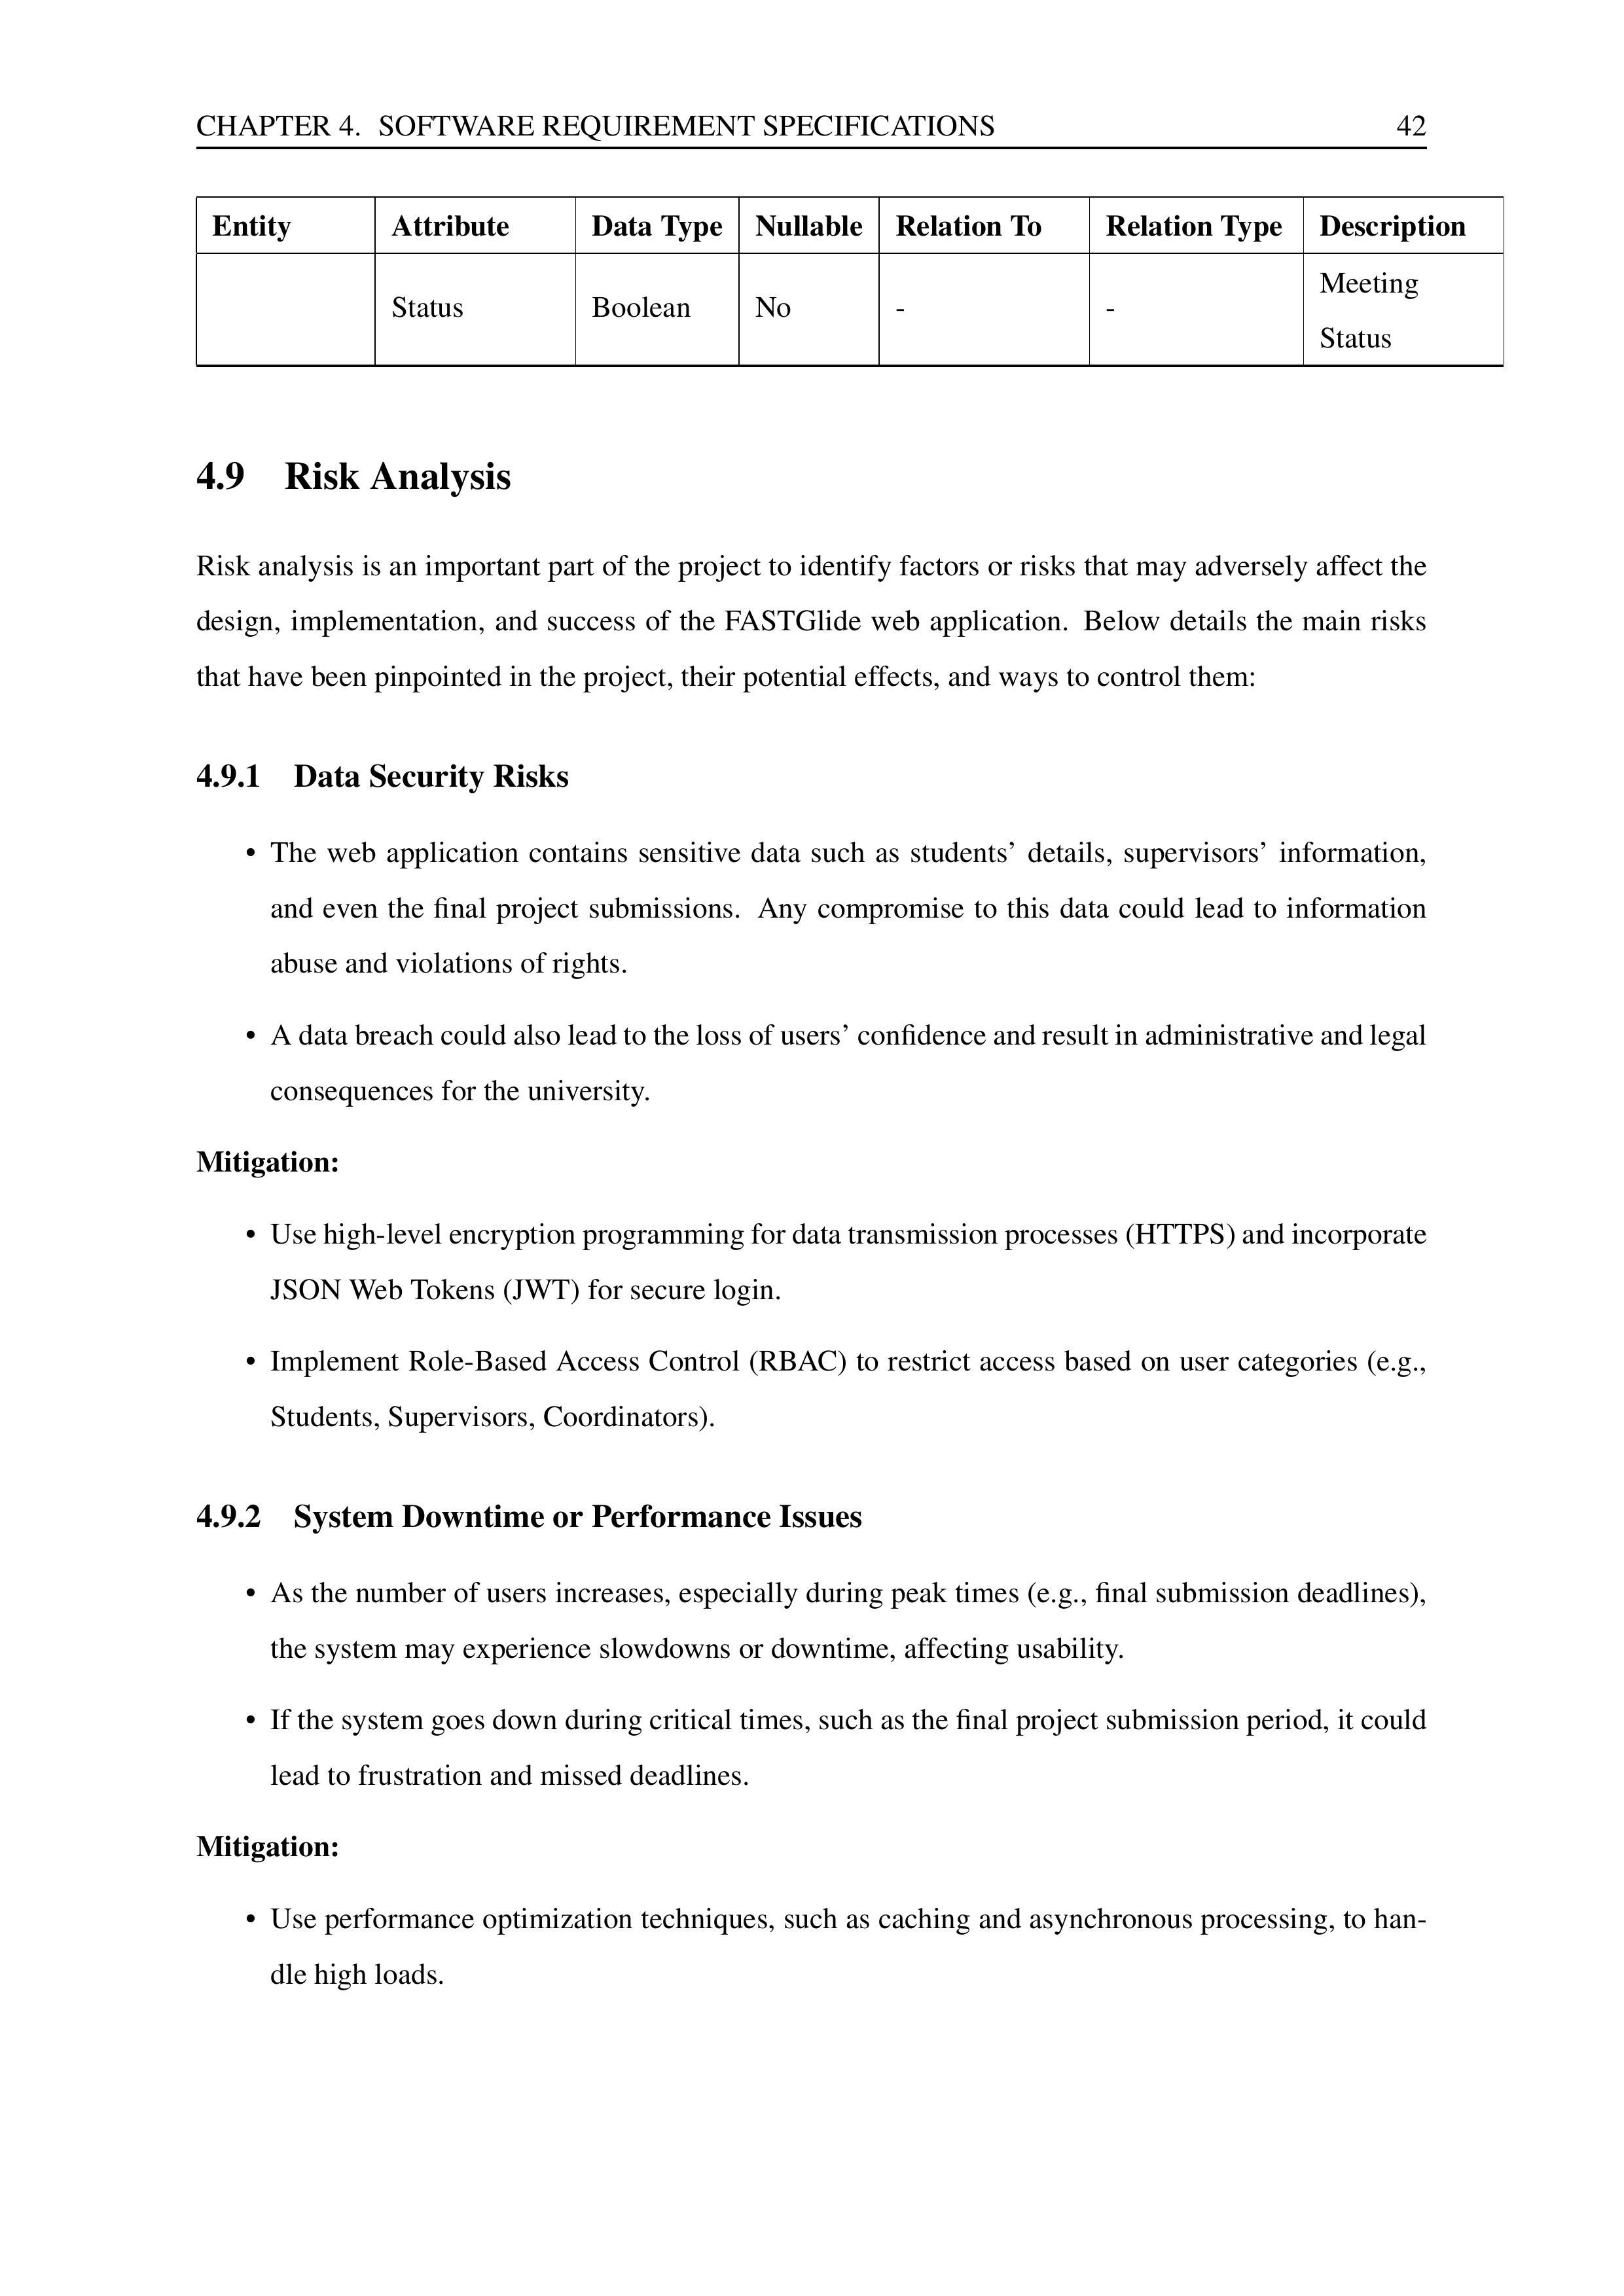 CHAPTER 4. SOFTWARE REQUIREMENT SPECIFICATIONS 42
Entity Attribute Data Type Nullable Relation To Relation Type Description
Status Boolean No - - Meeting
Status
4.9 Risk Analysis
Risk analysis is an important part of the project to identify factors or risks that may adversely affect the
design, implementation, and success of the FASTGlide web application. Below details the main risks
that have been pinpointed in the project, their potential effects, and ways to control them:
4.9.1 Data Security Risks
• The web application contains sensitive data such as students’ details, supervisors’ information,
and even the final project submissions. Any compromise to this data could lead to information
abuse and violations of rights.
• A data breach could also lead to the loss of users’ confidence and result in administrative and legal
consequences for the university.
Mitigation:
• Use high-level encryption programming for data transmission processes (HTTPS) and incorporate
JSON Web Tokens (JWT) for secure login.
• Implement Role-Based Access Control (RBAC) to restrict access based on user categories (e.g.,
Students, Supervisors, Coordinators).
4.9.2 System Downtime or Performance Issues
• As the number of users increases, especially during peak times (e.g., final submission deadlines),
the system may experience slowdowns or downtime, affecting usability.
• If the system goes down during critical times, such as the final project submission period, it could
lead to frustration and missed deadlines.
Mitigation:
• Use performance optimization techniques, such as caching and asynchronous processing, to han-
dle high loads.